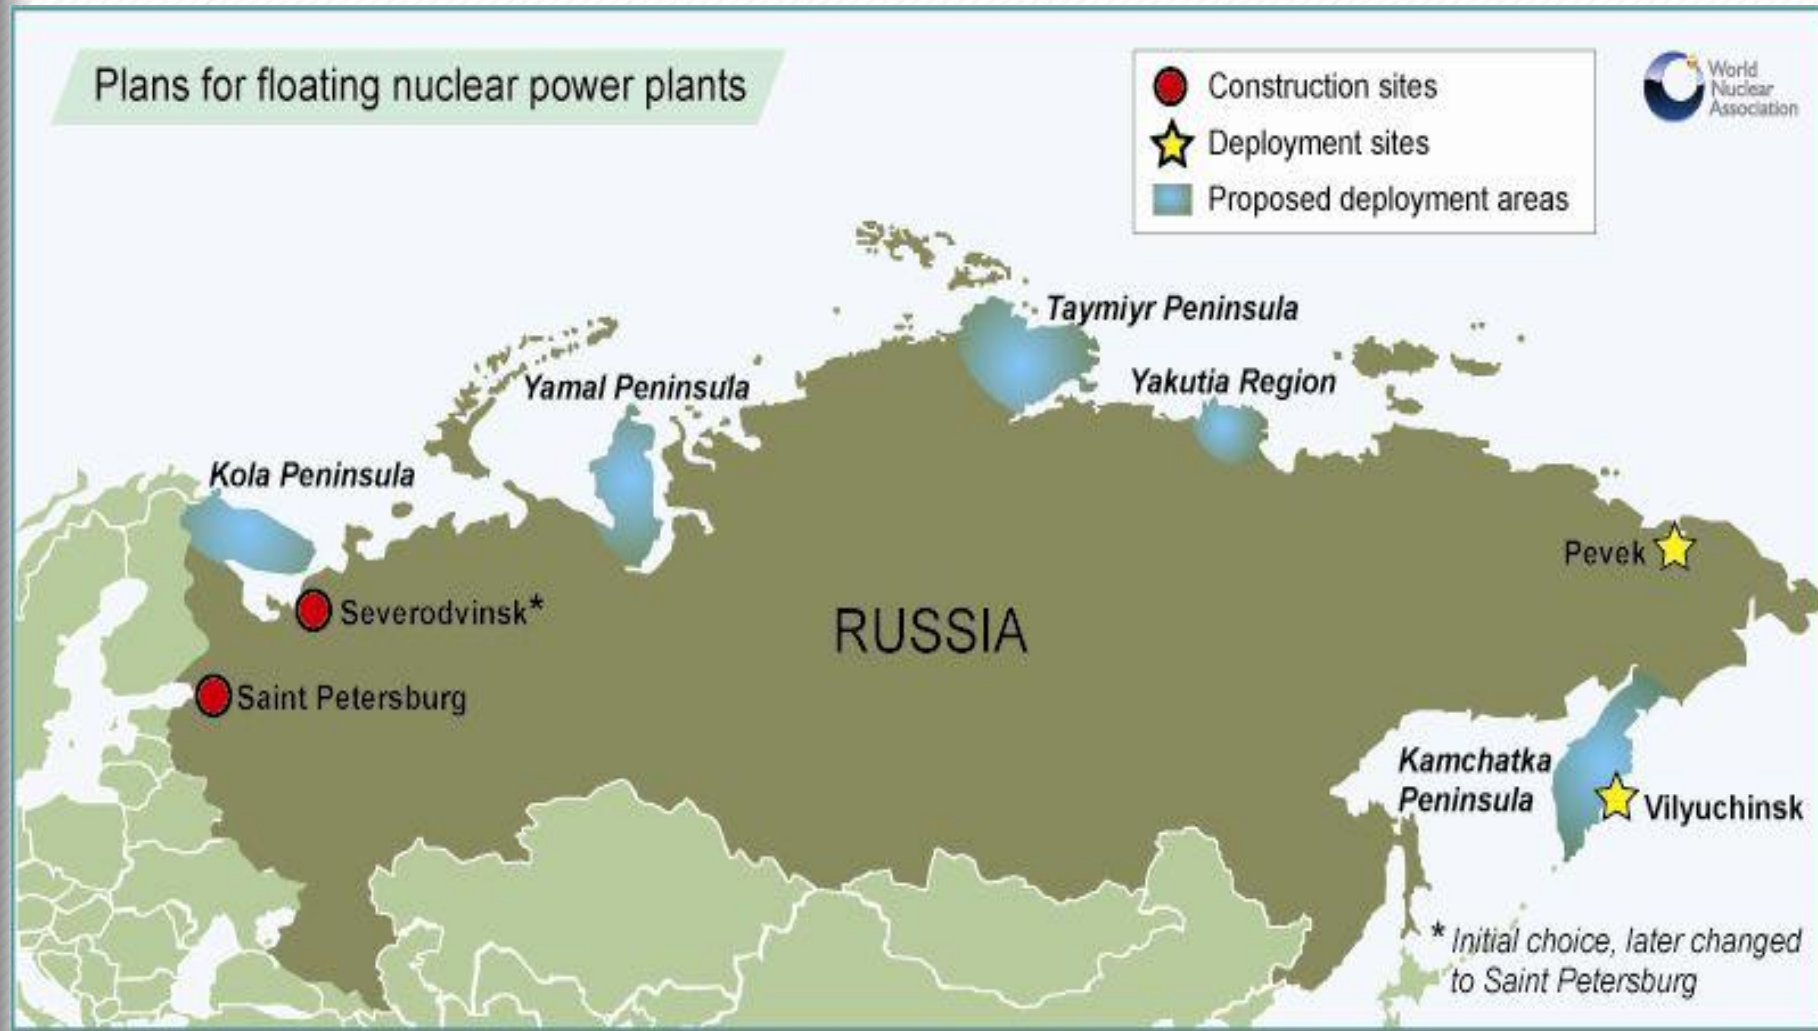 Plans for floating nuclear power plants
Construction sites
Deployment sites
Proposed deployment areas
World
Nuclear
Association
Taymiyr Peninsula
Yamal Peninsula
Yakutia Region
Kola Peninsula
Pevek
Severodvinsk*
RUSSIA
Saint Petersburg
Kamchatka
Peninsula
Vilyuchinsk
* Initial choice, later changed
to Saint Petersburg